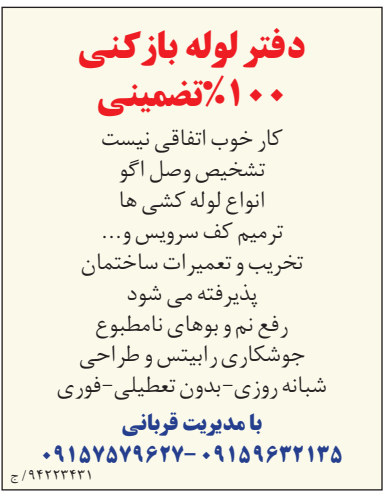 دفتر لوله بازکنی
۱۰۰%تضمینی
کار خوب اتفاقی نیست
تشخیص وصل اگو
انواع لوله کشی ها
ترمیم کف سرویس و...
تخریب و تعمیرات ساختمان
پذیرفته می شود
رفع نم و بوهای نامطبوع
جوشکاری رابیتس و طراحی
شبانه روزی-بدون تعطیلی-فوری
با مدیریت قربانی
۰۹۱۵۷۵۷۹۶۲۷ -۰۹۱۵۹۶۳۲۱۳۵
۹۴۲۲۳۴۳۱/ ج